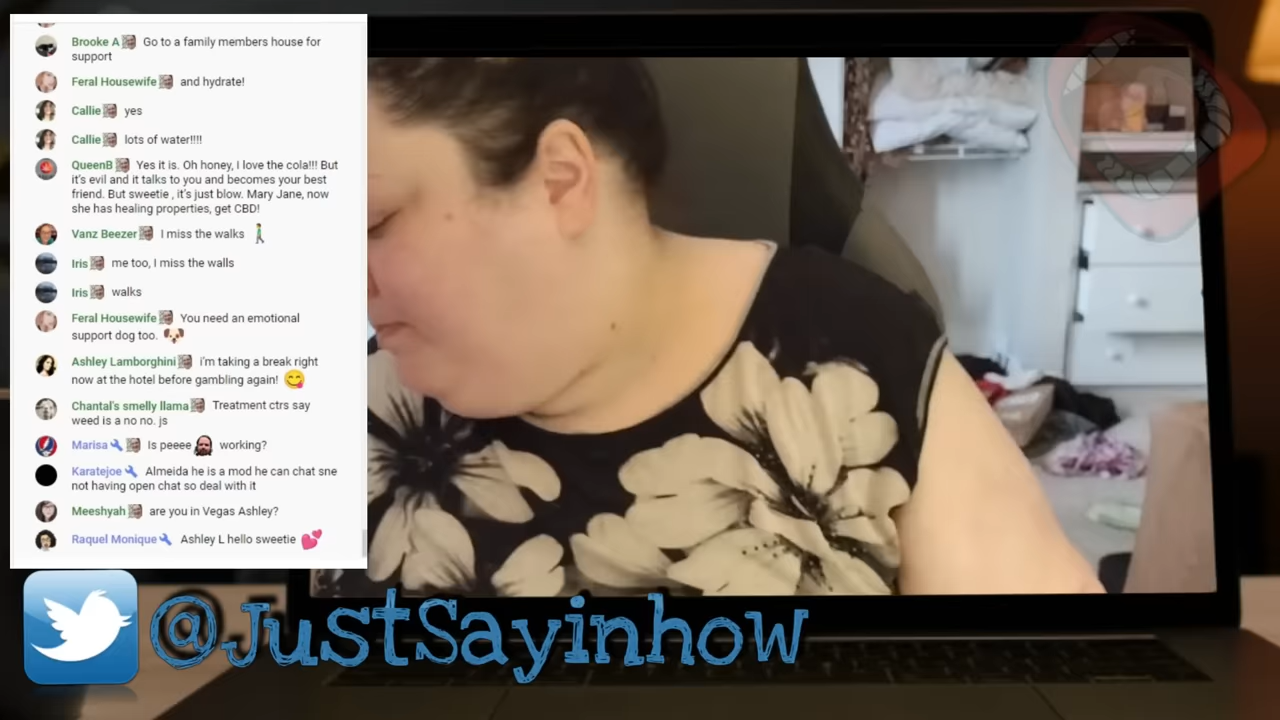 Brooke A Go to a family members house for
support
Feral Housewife and hydrate!
Callie yes
Callie lots of water!!!!
QueenB Yes it is. Oh honey, I love the cola!!! But
it's evil and it talks to you and becomes your best
friend. But sweetie , it's just blow. Mary Jane, now
she has healing properties, get CBD!
Vanz Beezer I miss the walks
Iris me too, I miss the walls
Iris walks
Feral Housewife You need an emotional
support dog too.
Ashley Lamborghini i'm taking a break right
now at the hotel before gambling again!
Chantal's smelly llama Treatment ctrs say
weed is a no no. js
Marisa Is peeee working?
Karatejoe Almeida he is a mod he can chat sne
not having open chat so deal with it
Meeshyah are you in Vegas Ashley?
Raquel Monique Ashley L hello sweetie
@JustSayinhow